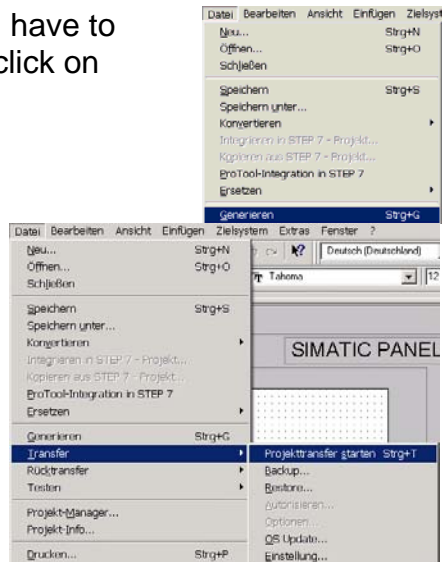 have to
click on
Datei Bearbeiten Ansicht Einfügen Zielsyst
Neu... Strg+N
Öffnen... Strg+O
Schließen
Speichern Strg+S
Speichern unter...
Konvertieren
Integrieren in STEP 7 - Projekt...
Kopieren aus STEP 7 - Projekt...
ProTool-Integration in STEP 7
Ersetzen
Generieren Strg+G
Datei Bearbeiten Ansicht Einfügen Zielsystem Extras Fenster ?
Neu... Strg+N
Öffnen... Strg+O
Schließen
Speichern Strg+S
Speichern unter...
Konvertieren
Integrieren in STEP 7 - Projekt...
Kopieren aus STEP 7 - Projekt...
ProTool-Integration in STEP 7
Ersetzen
Generieren Strg+G
Transfer
Rücktransfer
Testen
Projekt-Manager...
Projekt-Info...
Drucken... Strg+P
Deutsch (Deutschland)
Tahoma 12
SIMATIC PANEL
Projekttransfer starten Strg+T
Backup...
Restore...
Autorisieren...
Optionen...
OS Update...
Einstellung...